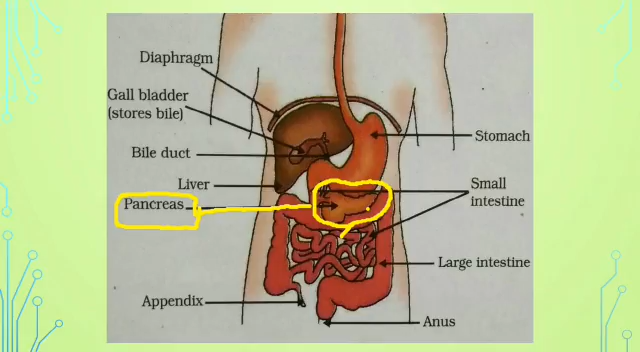 Diaphragm
Gall bladder
(stores bile)
Bile duct
Liver
Pancreas
Appendix
Stomach
Small
intestine
Large intestine
Anus